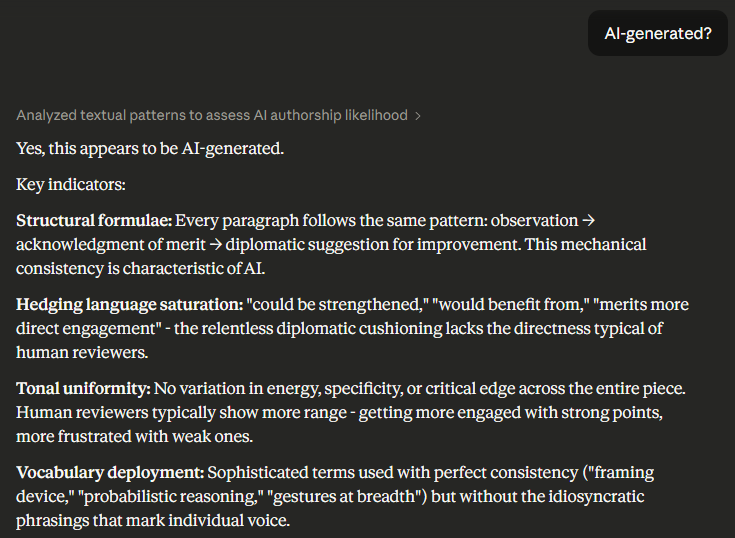 AI-generated?
Analyzed textual patterns to assess AI authorship likelihood >
Yes, this appears to be AI-generated.
Key indicators:
Structural formulae: Every paragraph follows the same pattern: observation →
acknowledgment of merit → diplomatic suggestion for improvement. This mechanical
consistency is characteristic of AI.
Hedging language saturation: "could be strengthened," "would benefit from," "merits more
direct engagement" - the relentless diplomatic cushioning lacks the directness typical of
human reviewers.
Tonal uniformity: No variation in energy, specificity, or critical edge across the entire piece.
Human reviewers typically show more range - getting more engaged with strong points,
more frustrated with weak ones.
Vocabulary deployment: Sophisticated terms used with perfect consistency ("framing
device," "probabilistic reasoning," "gestures at breadth") but without the idiosyncratic
phrasings that mark individual voice.